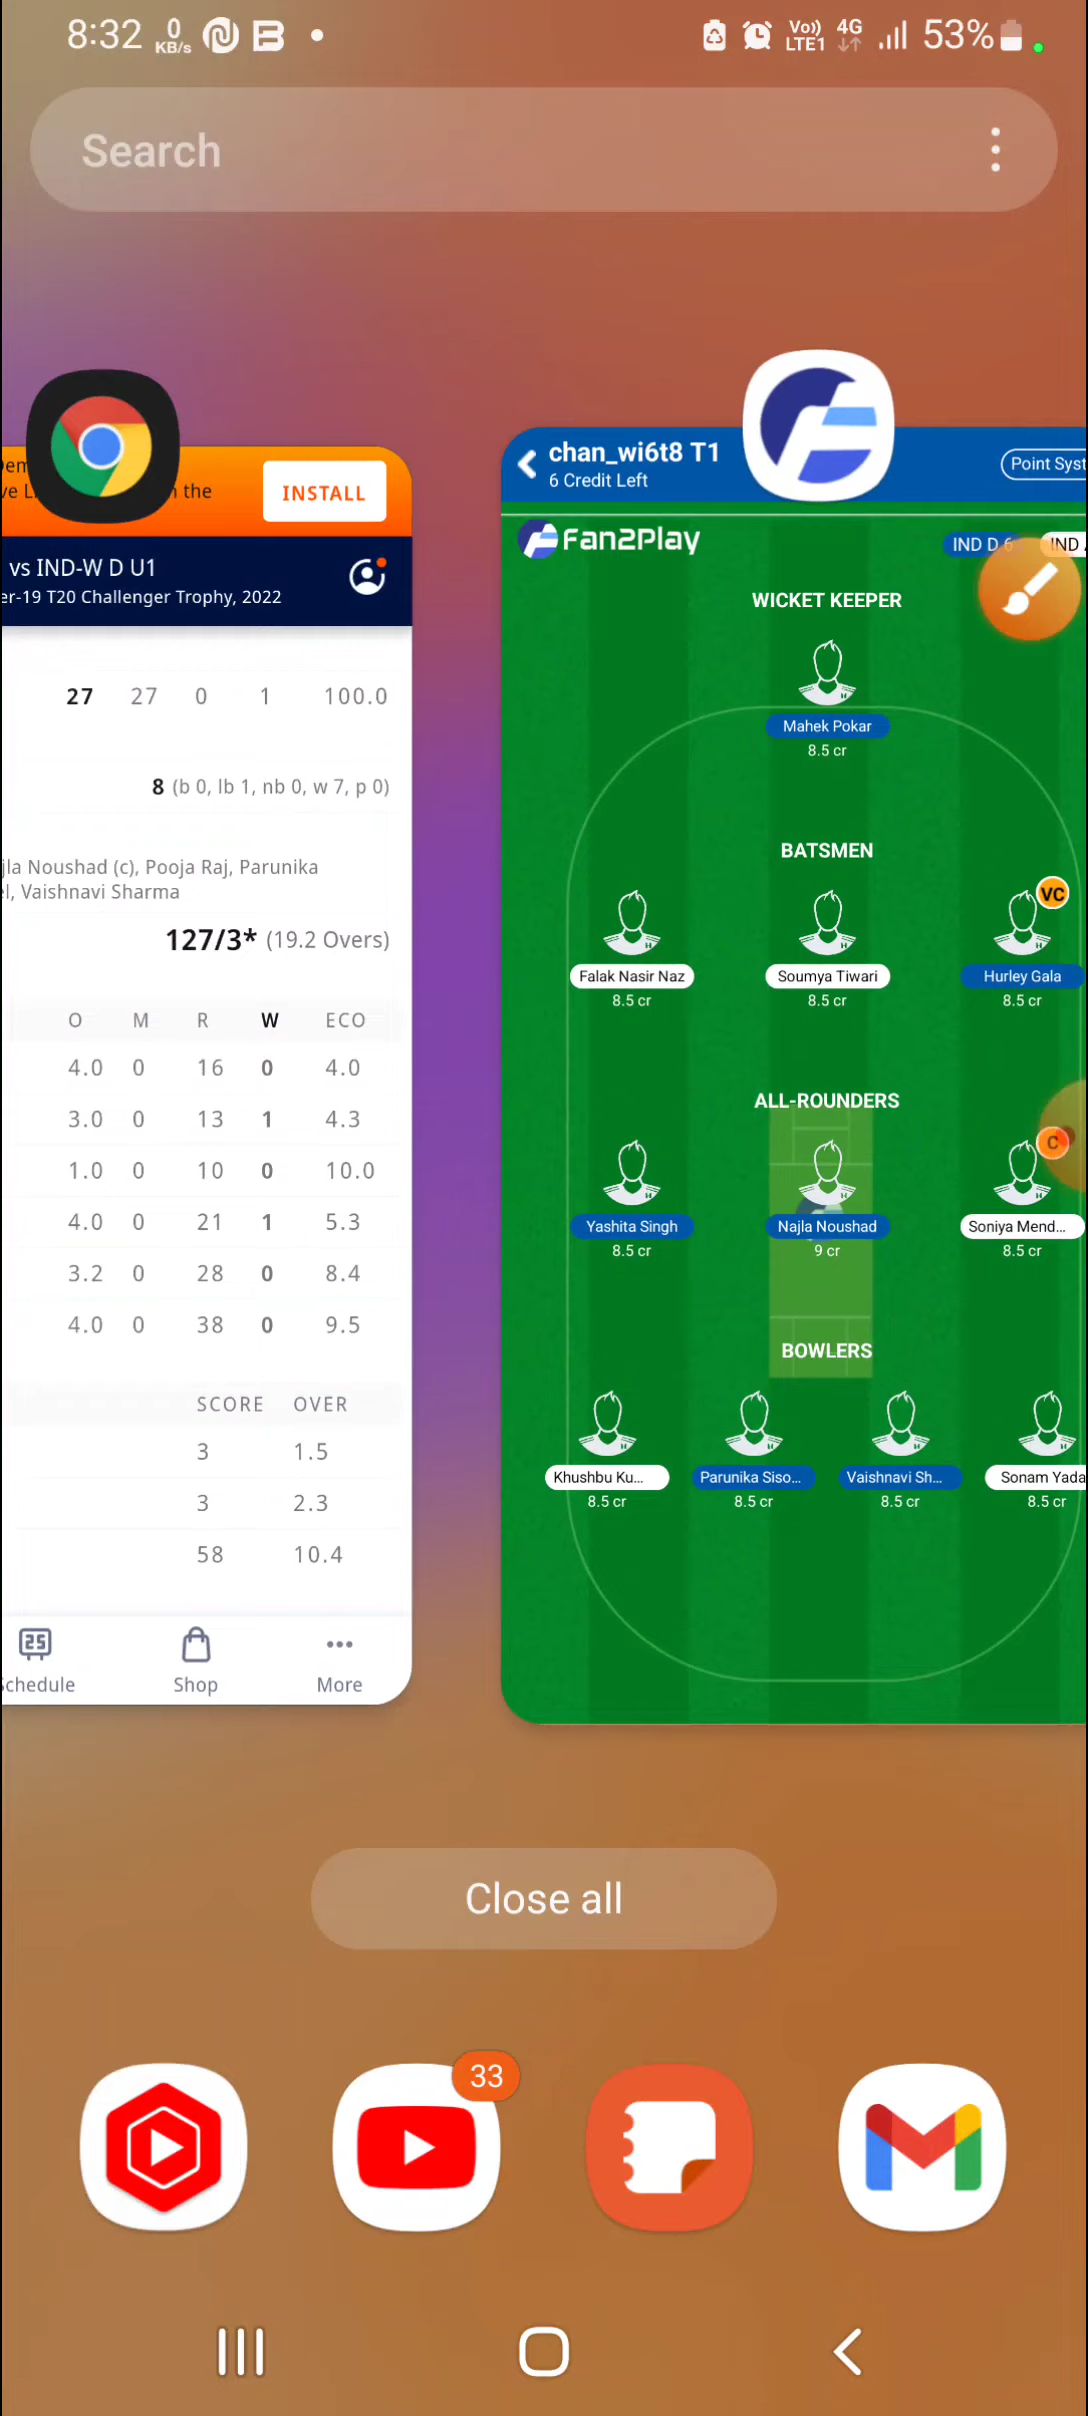 8:32 0 KB/s Vo)) LTE1 4G 53%
Search
INSTALL
the
vs IND-W D U1
er-19 T20 Challenger Trophy, 2022
27 27 0 1 100.0
8 (b 0, lb 1, nb 0, w 7, p 0)
jla Noushad (c), Pooja Raj, Parunika
el, Vaishnavi Sharma
127/3* (19.2 Overs)
O M R W ECO
4.0 0 16 0 4.0
3.0 0 13 1 4.3
1.0 0 10 0 10.0
4.0 0 21 1 5.3
3.2 0 28 0 8.4
4.0 0 38 0 9.5
SCORE OVER
3 1.5
3 2.3
58 10.4
25
chedule Shop More
chan_wi6t8 T1
6 Credit Left
Point Syst
Fan2Play
IND D 6 IND
WICKET KEEPER
Mahek Pokar
8.5 cr
BATSMEN
VC
Falak Nasir Naz Soumya Tiwari Hurley Gala
8.5 cr 8.5 cr 8.5 cr
ALL-ROUNDERS
C
Yashita Singh Najla Noushad Soniya Mend...
8.5 cr 9 cr 8.5 cr
BOWLERS
Khushbu Ku... Parunika Siso... Vaishnavi Sh... Sonam Yada
8.5 cr 8.5 cr 8.5 cr 8.5 cr
Close all
33